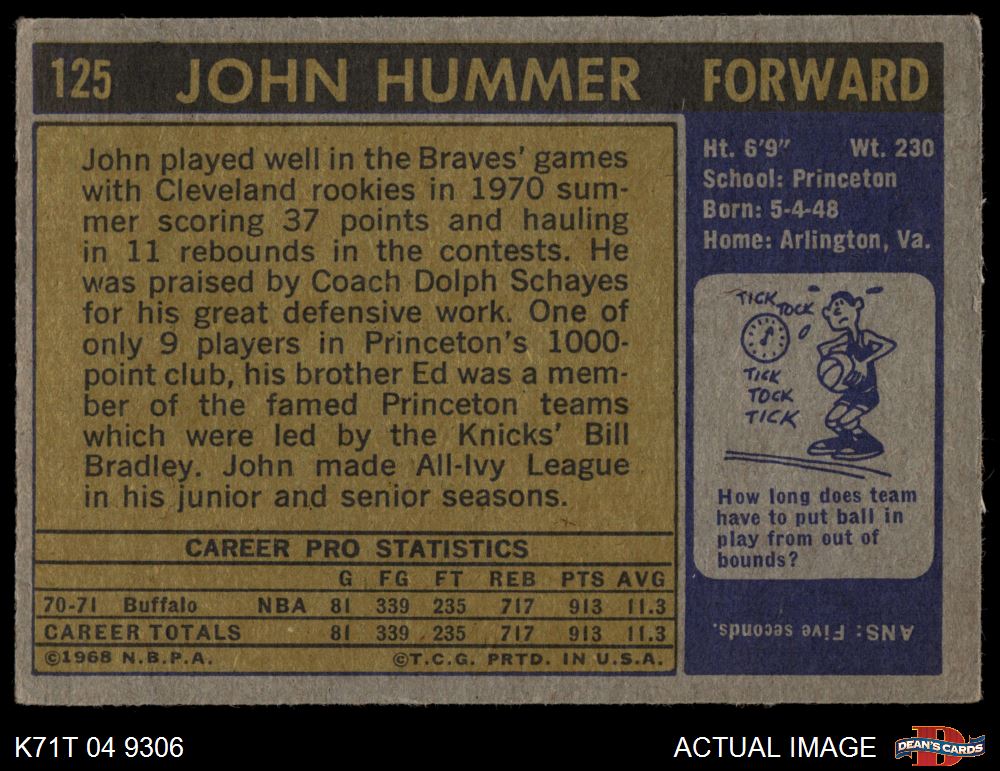 125 JOHN HUMMER FORWARD
John played well in the Braves' games
with Cleveland rookies in 1970 sum-
mer scoring 37 points and hauling
in 11 rebounds in the contests. He
was praised by Coach Dolph Schayes
for his great defensive work. One of
only 9 players in Princeton's 1000-
point club, his brother Ed was a mem-
ber of the famed Princeton teams
which were led by the Knicks' Bill
Bradley. John made All-Ivy League
in his junior and senior seasons.
CAREER PRO STATISTICS
G FG FT REB PTS AVG
70-71 Buffalo NBA 81 339 235 717 913 11.3
CAREER TOTALS 81 339 235 717 913 11.3
©1968 N.B.P.A. ©T.C.G. PRTD. IN U.S.A.
Ht. 6'9" Wt. 230
School: Princeton
Born: 5-4-48
Home: Arlington, Va.
TICK
TOCK
TICK
TOCK
TICK
How long does team
have to put ball in
play from out of
bounds?
ANS: Five seconds.
K71T 04 9306
ACTUAL IMAGE
D
DEAN'S CARDS